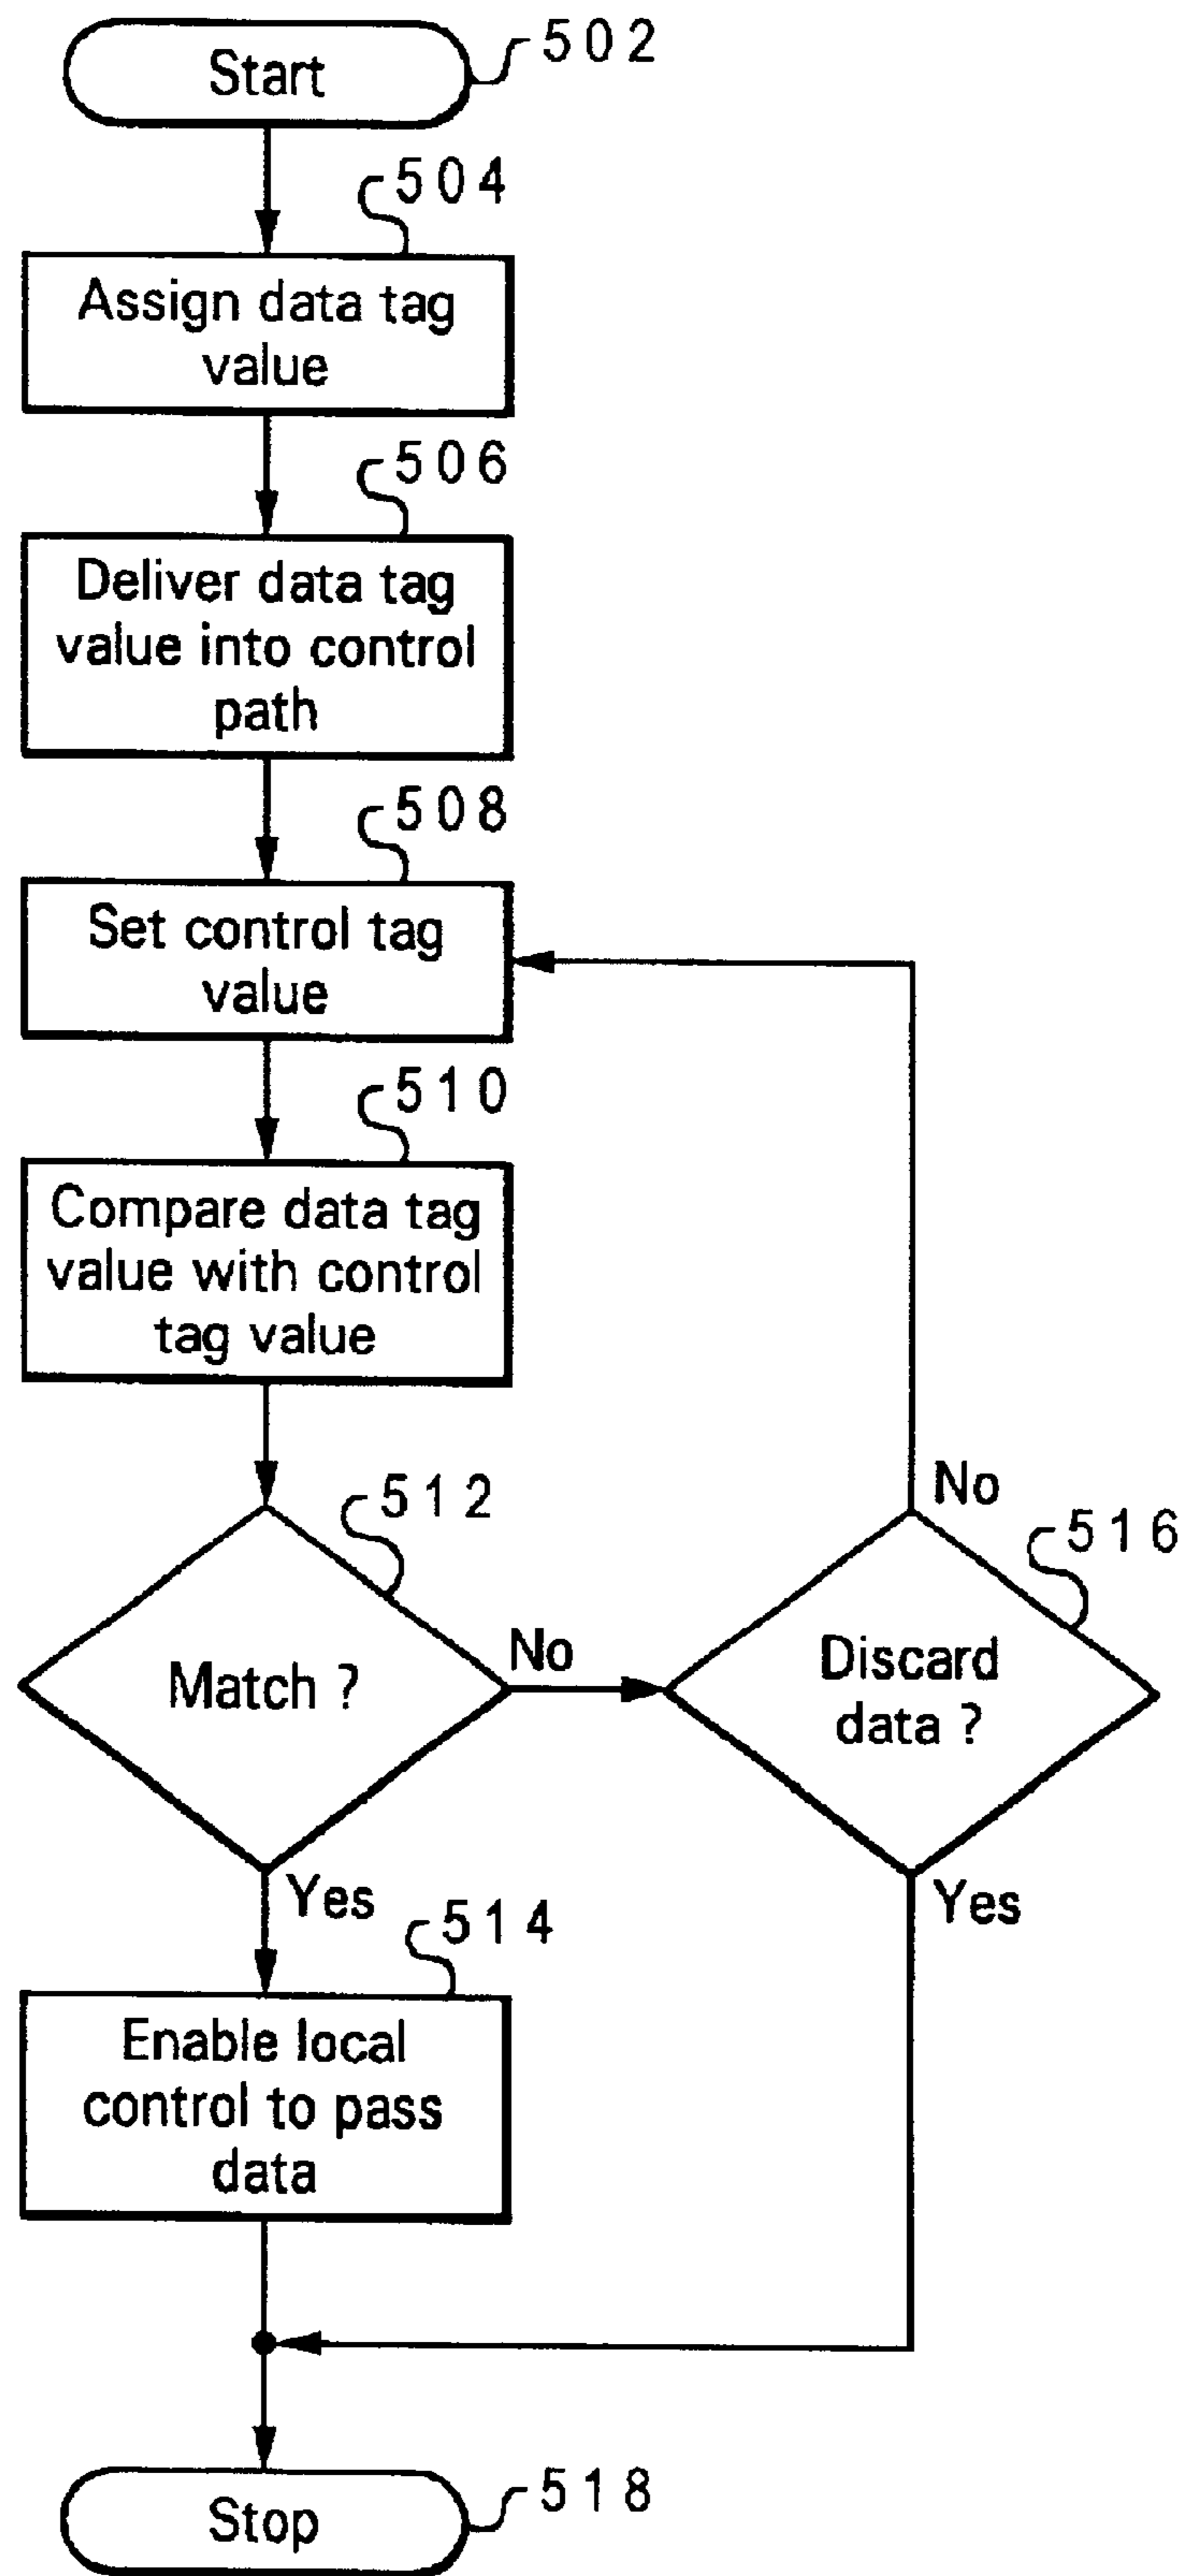 Start
502
504
Assign data tag
value
506
Deliver data tag
value into control
path
508
Set control tag
value
510
Compare data tag
value with control
tag value
512
Match ?
No
Yes
No
516
Discard
data ?
Yes
514
Enable local
control to pass
data
Stop
518